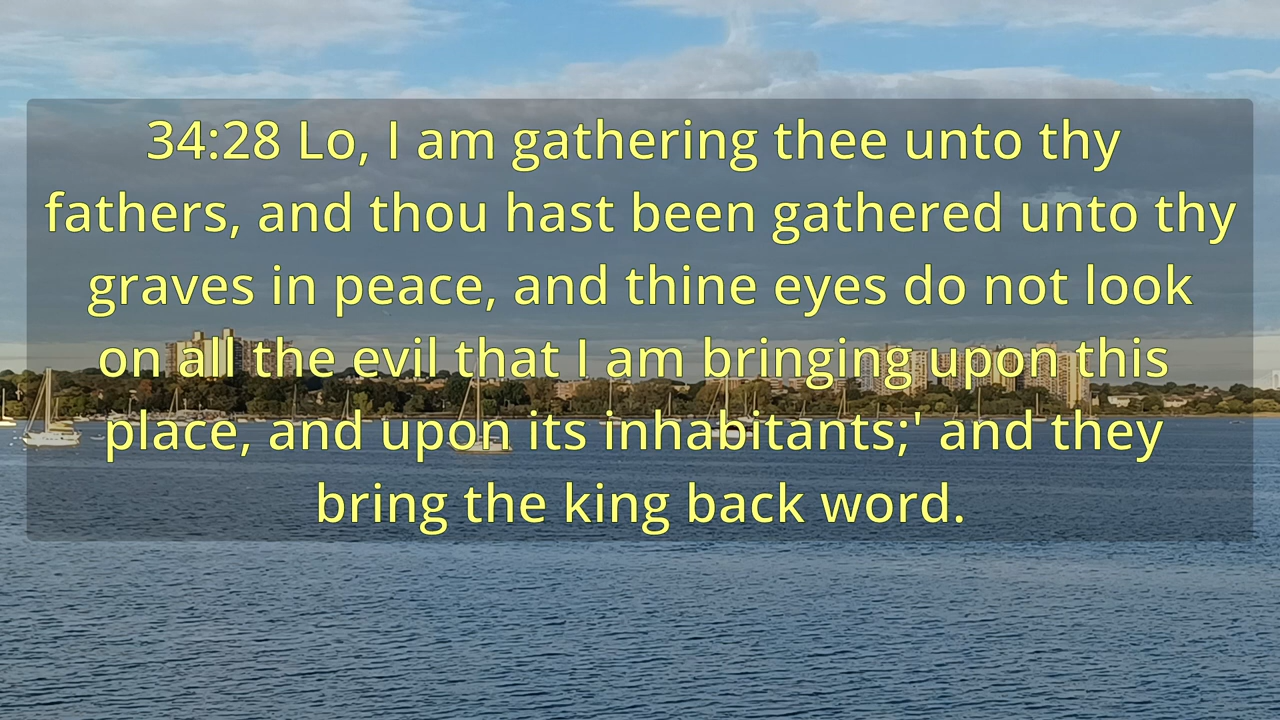 34:28 Lo, I am gathering thee unto thy
fathers, and thou hast been gathered unto thy
graves in peace, and thine eyes do not look
on all the evil that I am bringing upon this
place, and upon its inhabitants;' and they
bring the king back word.